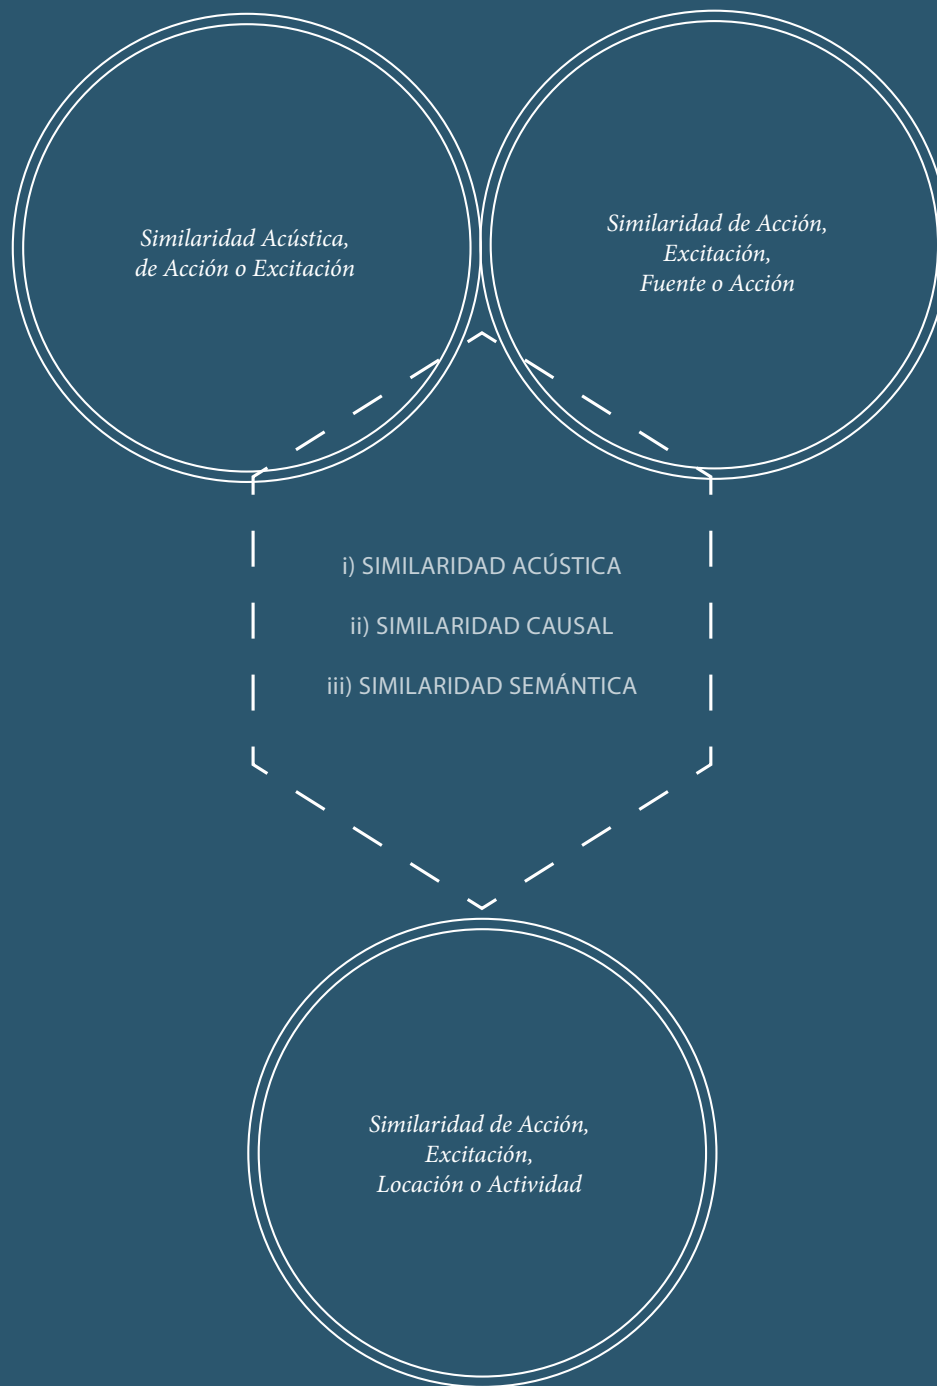 Similaridad Acústica,
de Acción o Excitación
Similaridad de Acción,
Excitación,
Fuente o Acción
i) SIMILARIDAD ACÚSTICA
ii) SIMILARIDAD CAUSAL
iii) SIMILARIDAD SEMÁNTICA
Similaridad de Acción,
Excitación,
Locación o Actividad